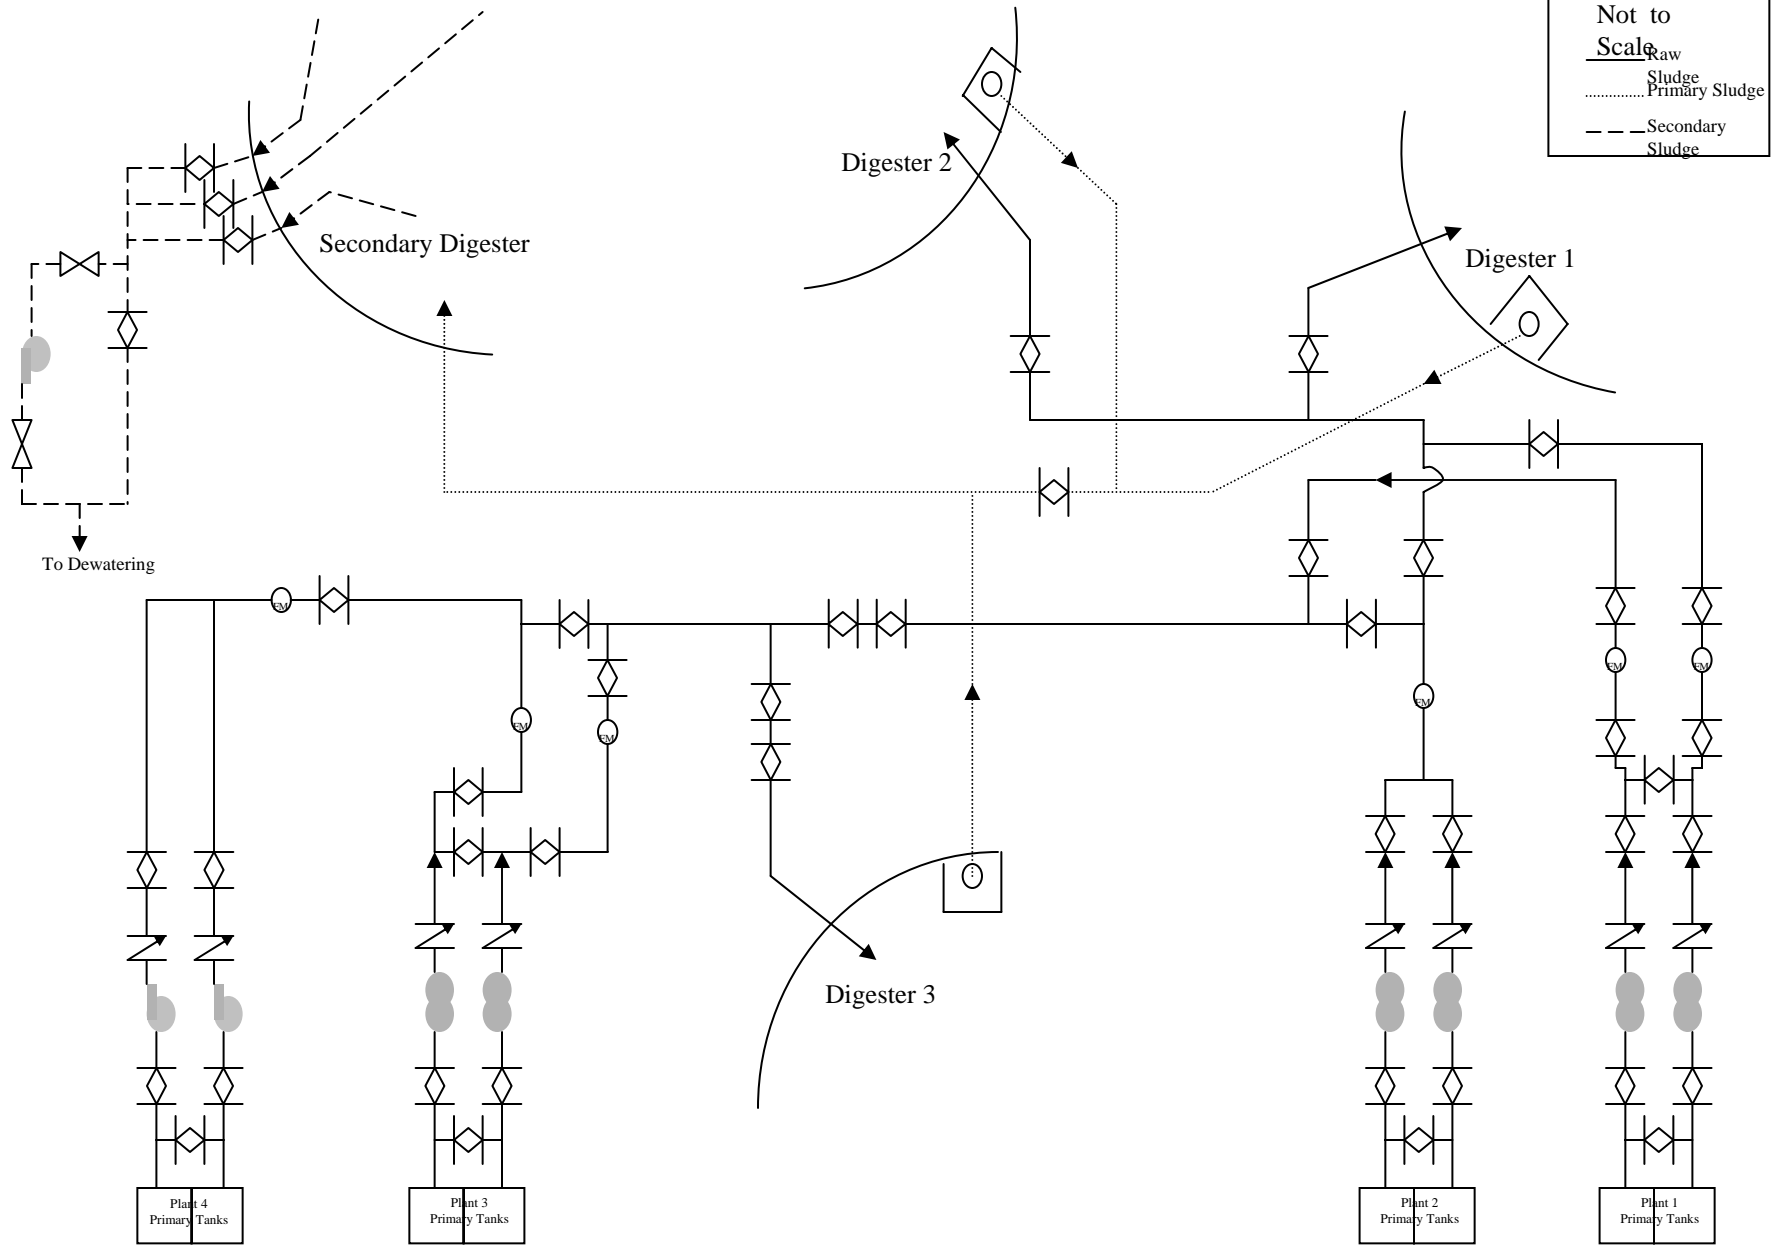 Not to
Scale
Raw
Sludge
Primary Sludge
Secondary
Sludge
Digester 2
Secondary Digester
Digester 1
To Dewatering
FM
FM
FM
FM
FM
FM
Digester 3
Plant 4
Primary Tanks
Plant 3
Primary Tanks
Plant 2
Primary Tanks
Plant 1
Primary Tanks